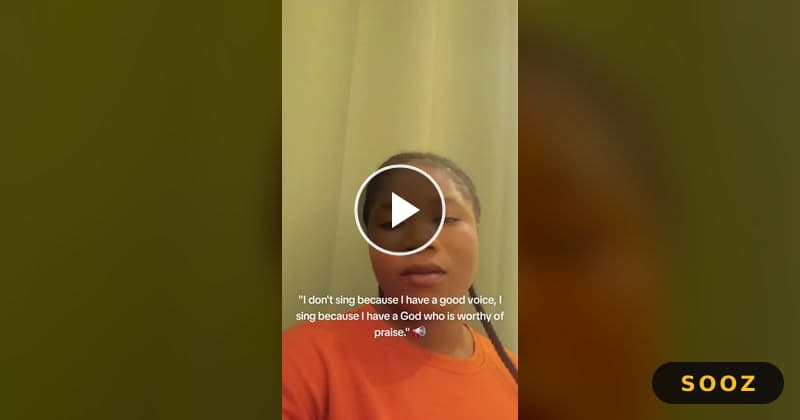 "I don't sing because I have a good voice, I
sing because I have a God who is worthy of
praise." 📢
SOOZ